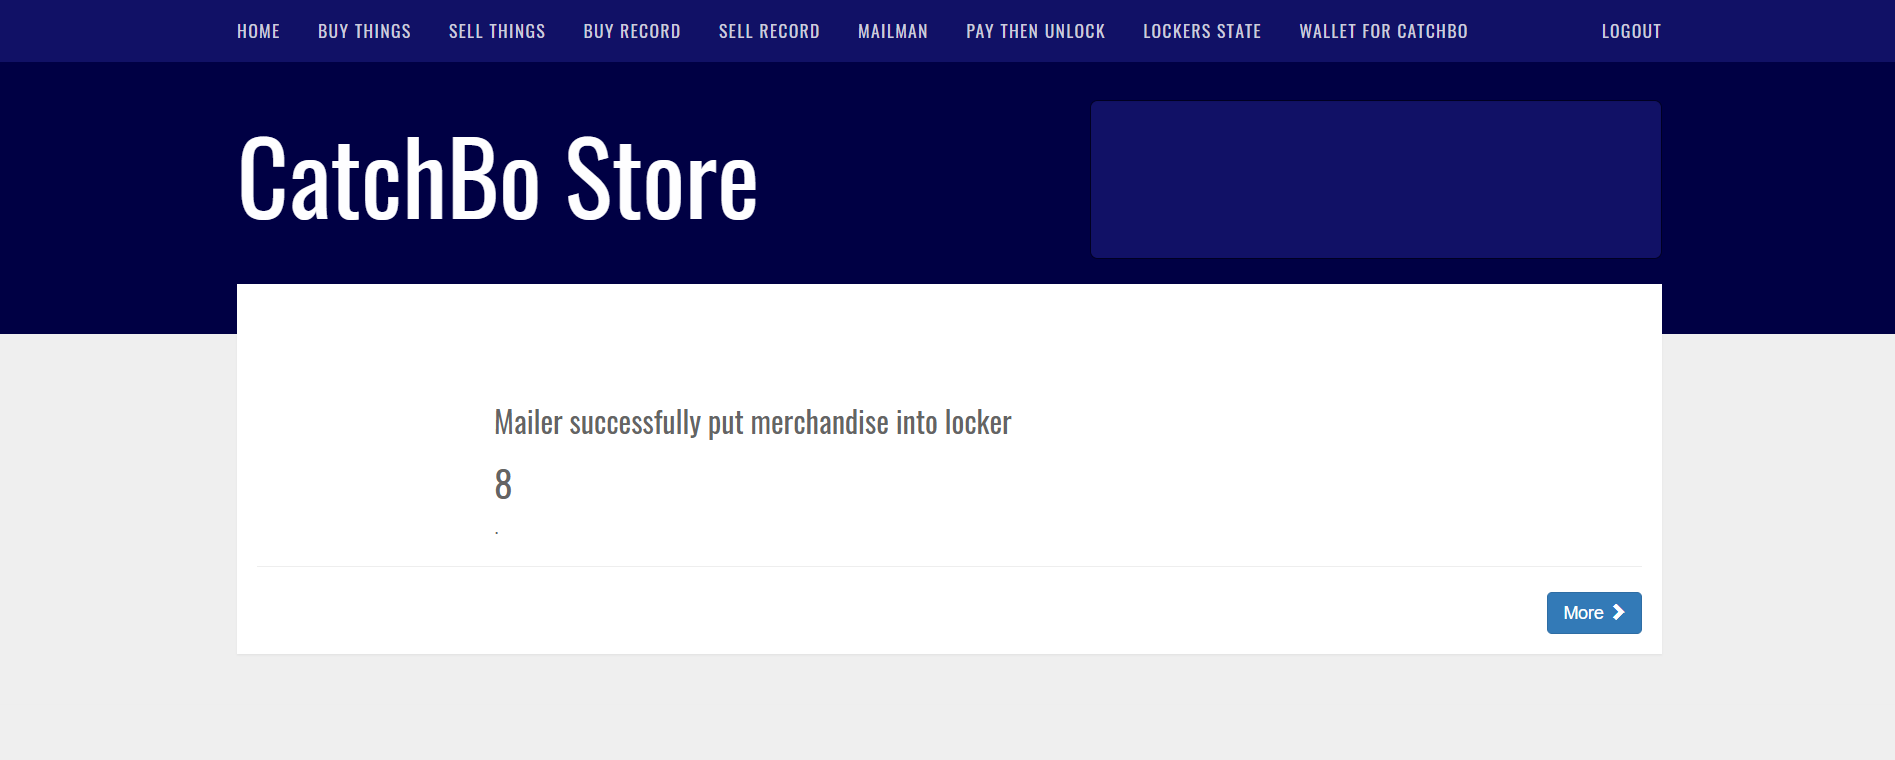 HOME BUY THINGS SELL THINGS BUY RECORD SELL RECORD MAILMAN PAY THEN UNLOCK LOCKERS STATE WALLET FOR CATCHBO LOGOUT
CatchBo Store
Mailer successfully put merchandise into locker
8
.
More